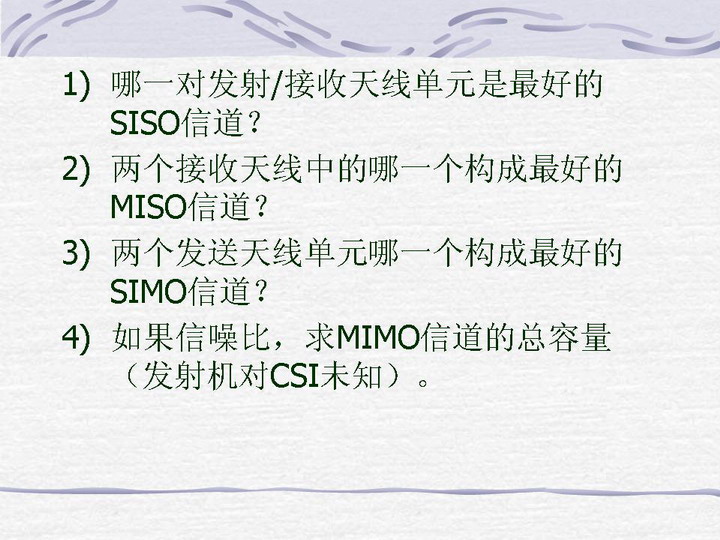 1) 哪一对发射/接收天线单元是最好的
SISO信道？
2) 两个接收天线中的哪一个构成最好的
MISO信道？
3) 两个发送天线单元哪一个构成最好的
SIMO信道？
4) 如果信噪比，求MIMO信道的总容量
（发射机对CSI未知）。